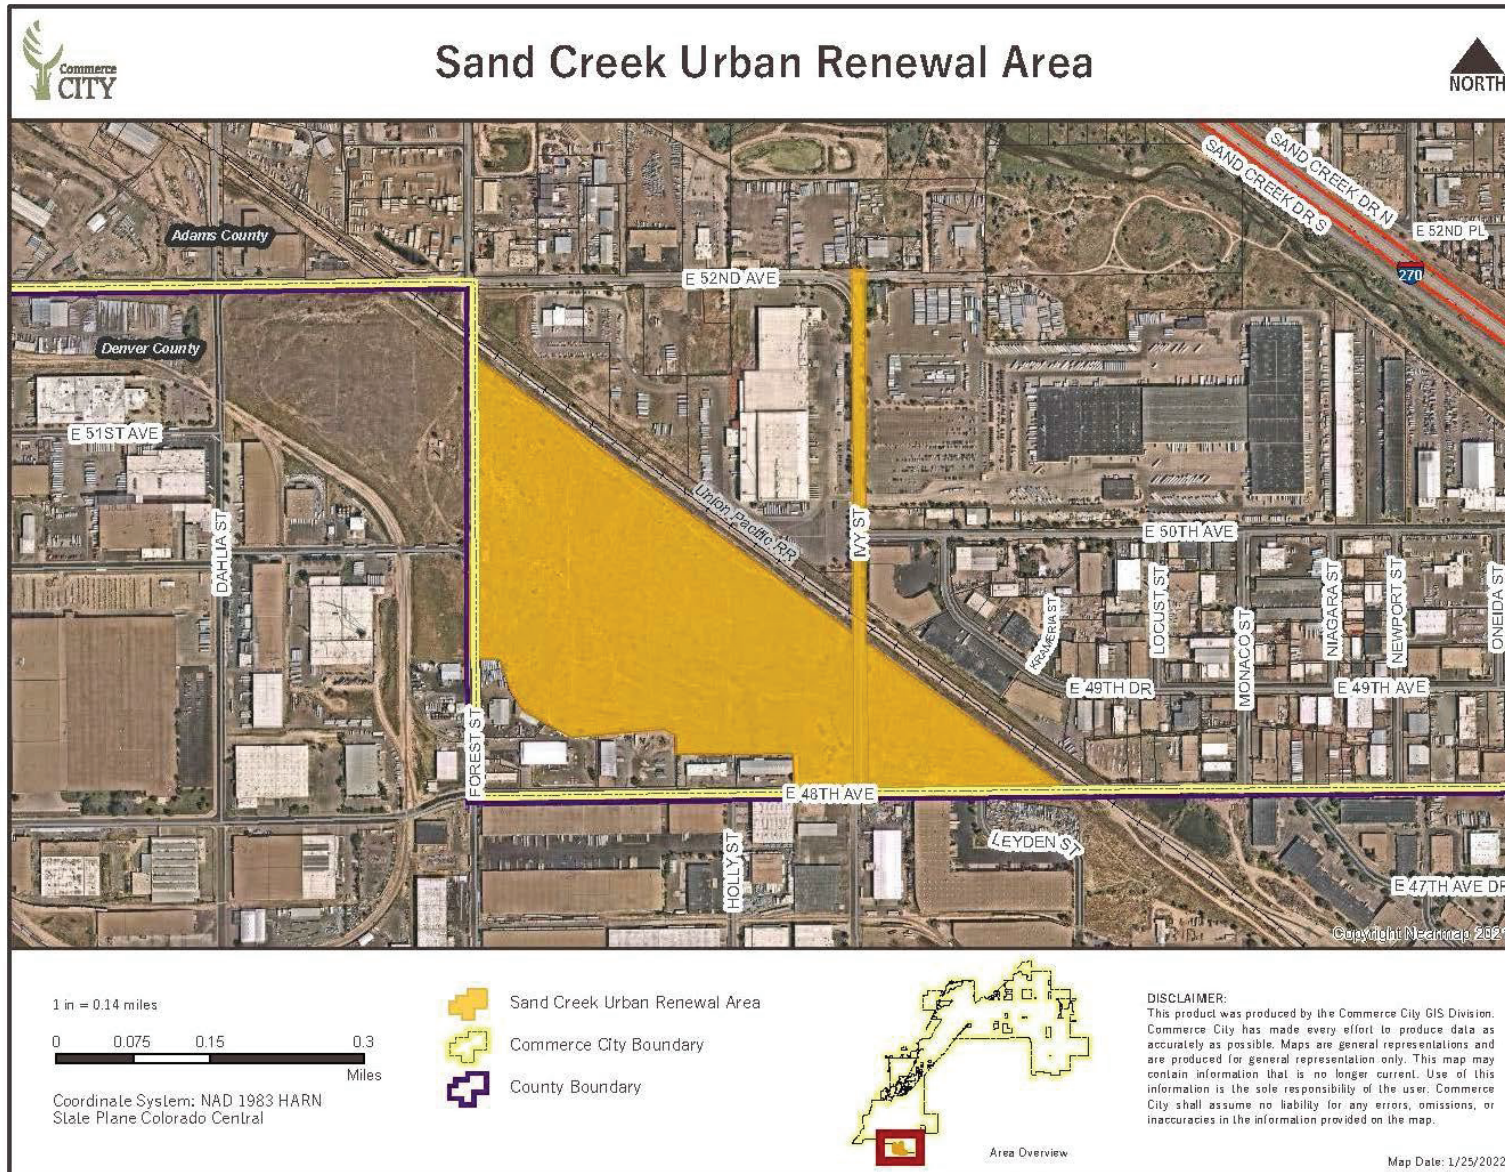 Commerce
CITY
Sand Creek Urban Renewal Area
NORTH
SAND CREEK DR N
SAND CREEK DR S
E 52ND PL
270
Adams County
E 52ND AVE
Denver County
E 51ST AVE
Union Pacific RR
IVY ST
E 50TH AVE
DAHLIA ST
KRAMERIA ST
LOCUST ST
MONACO ST
NIAGARA ST
NEWPORT ST
ONEIDA ST
E 49TH DR
E 49TH AVE
FOREST ST
E 48TH AVE
HOLLY ST
LEYDEN ST
E 47TH AVE DR
Copyright Nearmap 2021
1 in = 0.14 miles
0 0.075 0.15 0.3
Miles
Coordinate System: NAD 1983 HARN
State Plane Colorado Central
Sand Creek Urban Renewal Area
Commerce City Boundary
County Boundary
Area Overview
DISCLAIMER:
This product was produced by the Commerce City GIS Division.
Commerce City has made every effort to produce data as
accurately as possible. Maps are general representations and
are produced for general representation only. This map may
contain information that is no longer current. Use of this
information is the sole responsibility of the user. Commerce
City shall assume no liability for any errors, omissions, or
inaccuracies in the information provided on the map.
Map Date: 1/25/2022